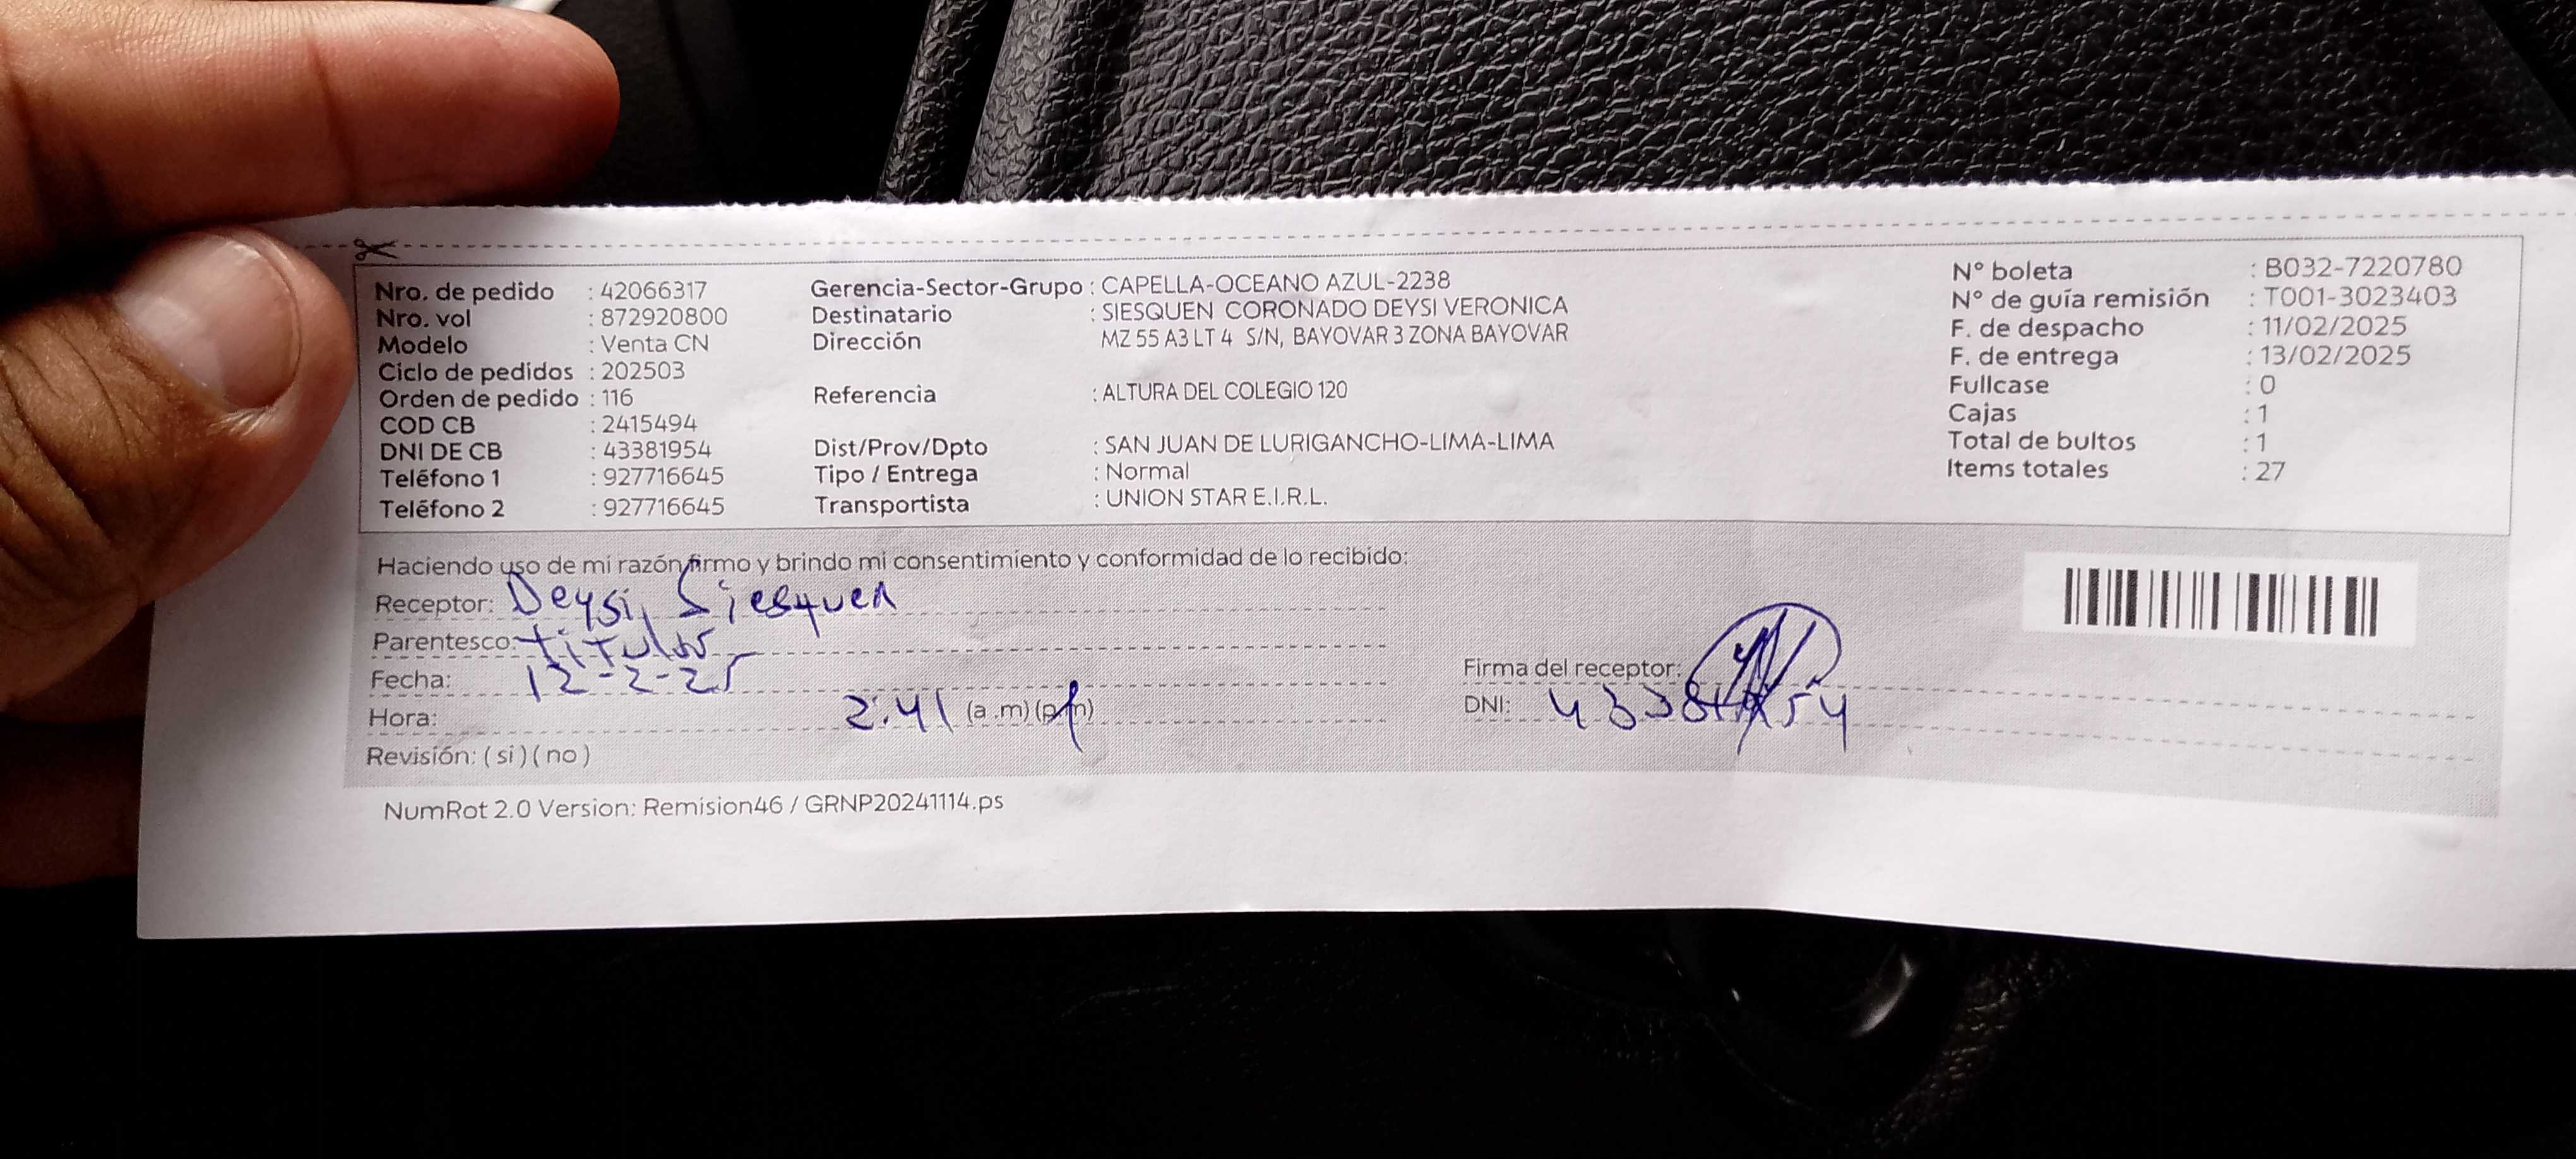 Nro. de pedido : 42066317
Nro. vol : 872920800
Modelo : Venta CN
Ciclo de pedidos : 202503
Orden de pedido : 116
COD CB : 2415494
DNI DE CB : 43381954
Teléfono 1 : 927716645
Teléfono 2 : 927716645
Gerencia-Sector-Grupo : CAPELLA-OCEANO AZUL-2238
Destinatario : SIESQUEN CORONADO DEYSI VERONICA
Dirección MZ 55 A3 LT 4 S/N, BAYOVAR 3 ZONA BAYOVAR
Referencia : ALTURA DEL COLEGIO 120
Dist/Prov/Dpto : SAN JUAN DE LURIGANCHO-LIMA-LIMA
Tipo / Entrega : Normal
Transportista : UNION STAR E.I.R.L.
N° boleta : B032-7220780
N° de guía remisión : T001-3023403
F. de despacho : 11/02/2025
F. de entrega : 13/02/2025
Fullcase : 0
Cajas : 1
Total de bultos : 1
Items totales : 27
Haciendo uso de mi razón firmo y brindo mi consentimiento y conformidad de lo recibido:
Receptor: Deysi Siesquen
Parentesco: titular
Fecha: 12-2-25
Hora: 2:41 (a.m)(p.m)
Revisión: (si)(no)
Firma del receptor:
DNI: 43381954
NumRot 2.0 Version: Remision46 / GRNP20241114.ps